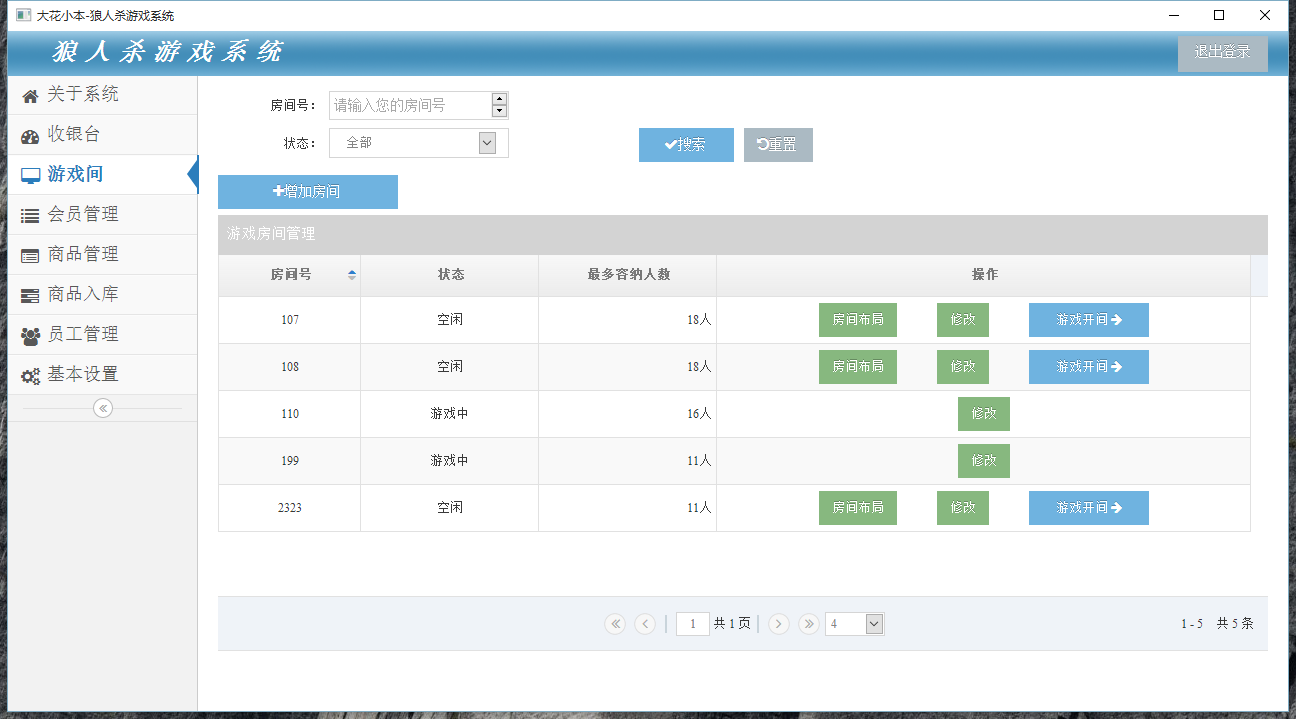 大花小本-狼人杀游戏系统
狼人杀游戏系统
退出登录
关于系统
收银台
游戏间
会员管理
商品管理
商品入库
员工管理
基本设置
房间号： 请输入您的房间号
状态： 全部
搜索 重置
增加房间
游戏房间管理
房间号 状态 最多容纳人数 操作
107 空闲 18人 房间布局 修改 游戏开间
108 空闲 18人 房间布局 修改 游戏开间
110 游戏中 16人 修改
199 游戏中 11人 修改
2323 空闲 11人 房间布局 修改 游戏开间
1 共 1 页 4 1 - 5 共 5 条